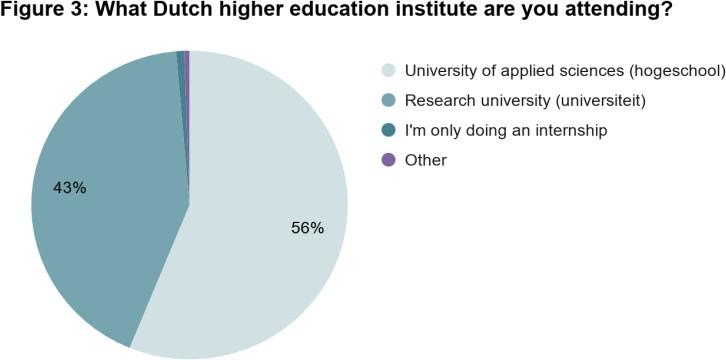 Figure 3: What Dutch higher education institute are you attending?
University of applied sciences (hogeschool)
Research university (universiteit)
I'm only doing an internship
Other
43%
56%